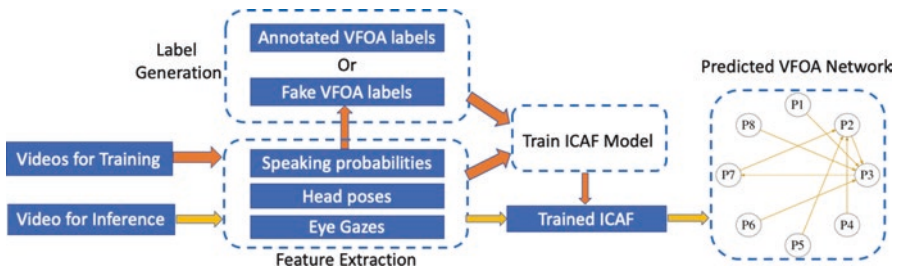 Label
Generation
Annotated VFOA labels
Or
Fake VFOA labels
Videos for Training
Video for Inference
Speaking probabilities
Head poses
Eye Gazes
Feature Extraction
Train ICAF Model
Trained ICAF
Predicted VFOA Network
P1
P2
P3
P4
P5
P6
P7
P8